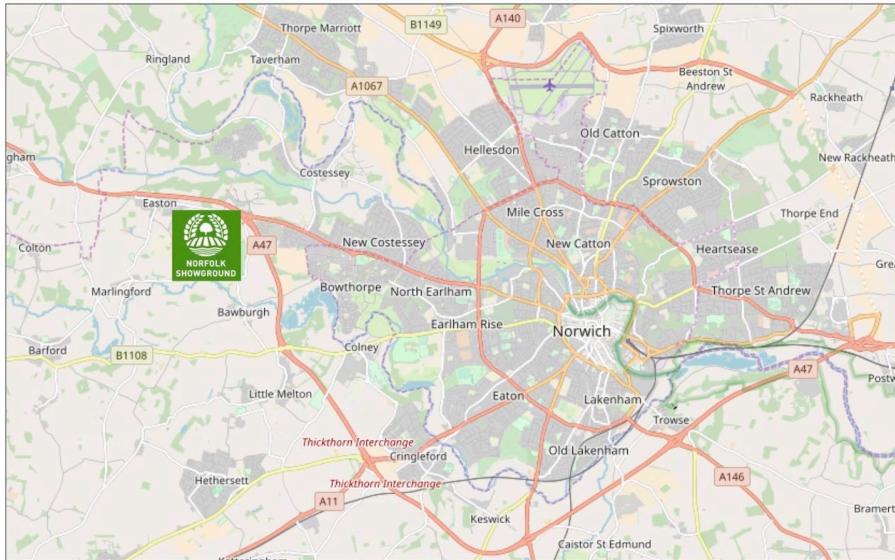 B1149
A140
Thorpe Marriott
Spixworth
Ringland
Taverham
Beeston St
Andrew
A1067
Rackheath
Old Catton
Hellesdon
New Rackheath
Costessey
Sprowston
Easton
Mile Cross
Thorpe End
NORFOLK
SHOWGROUND
A47
New Costessey
New Catton
Heartsease
Colton
Marlingford
Bowthorpe
North Earlham
Thorpe St Andrew
Bawburgh
Earlham Rise
Norwich
Barford
B1108
Colney
A47
Little Melton
Eaton
Lakenham
Trowse
Thickthorn Interchange
Cringleford
Old Lakenham
Hethersett
Thickthorn Interchange
A146
A11
Keswick
Caistor St Edmund